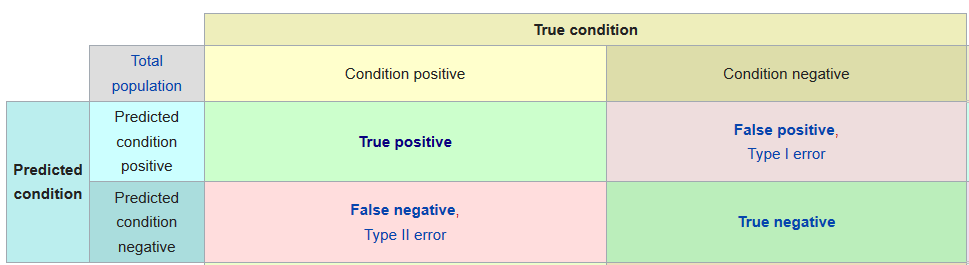 True condition
Total
population
Condition positive
Condition negative
Predicted
condition
Predicted
condition
positive
True positive
False positive,
Type I error
Predicted
condition
negative
False negative,
Type II error
True negative